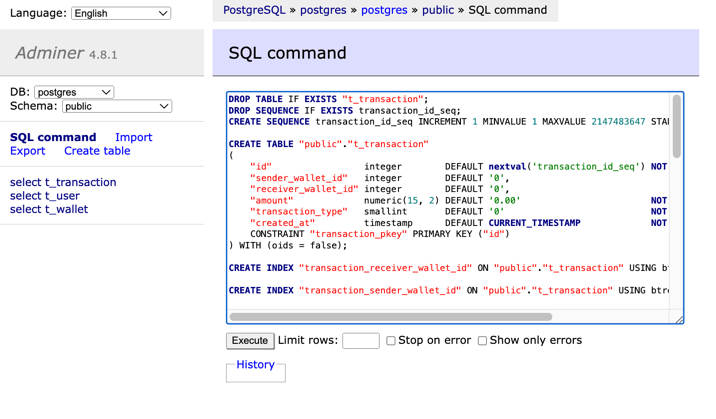 Language: English
PostgreSQL » postgres » postgres » public » SQL command
Adminer 4.8.1
SQL command
DB: postgres
Schema: public
SQL command Import
Export Create table
select t_transaction
select t_user
select t_wallet
DROP TABLE IF EXISTS "t_transaction";
DROP SEQUENCE IF EXISTS transaction_id_seq;
CREATE SEQUENCE transaction_id_seq INCREMENT 1 MINVALUE 1 MAXVALUE 2147483647
CREATE TABLE "public"."t_transaction"
(
"id" integer DEFAULT nextval('transaction_id_seq') NOT
"sender_wallet_id" integer DEFAULT '0',
"receiver_wallet_id" integer DEFAULT '0',
"amount" numeric(15, 2) DEFAULT '0.00' NOT
"transaction_type" smallint DEFAULT '0' NOT
"created_at" timestamp DEFAULT CURRENT_TIMESTAMP NOT
CONSTRAINT "transaction_pkey" PRIMARY KEY ("id")
) WITH (oids = false);
CREATE INDEX "transaction_receiver_wallet_id" ON "public"."t_transaction" USING
CREATE INDEX "transaction_sender_wallet_id" ON "public"."t_transaction" USING
Execute Limit rows: Stop on error Show only errors
History